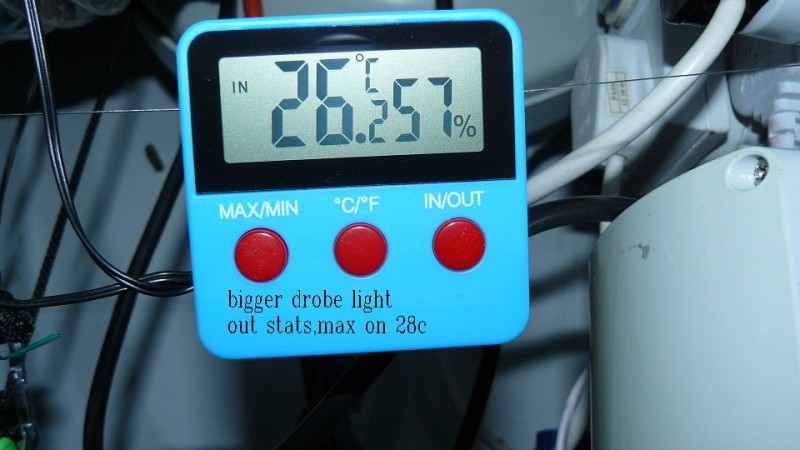 IN 26.2°C 57%
MAX/MIN °C/°F IN/OUT
bigger drobe light
out stats,max on 28c